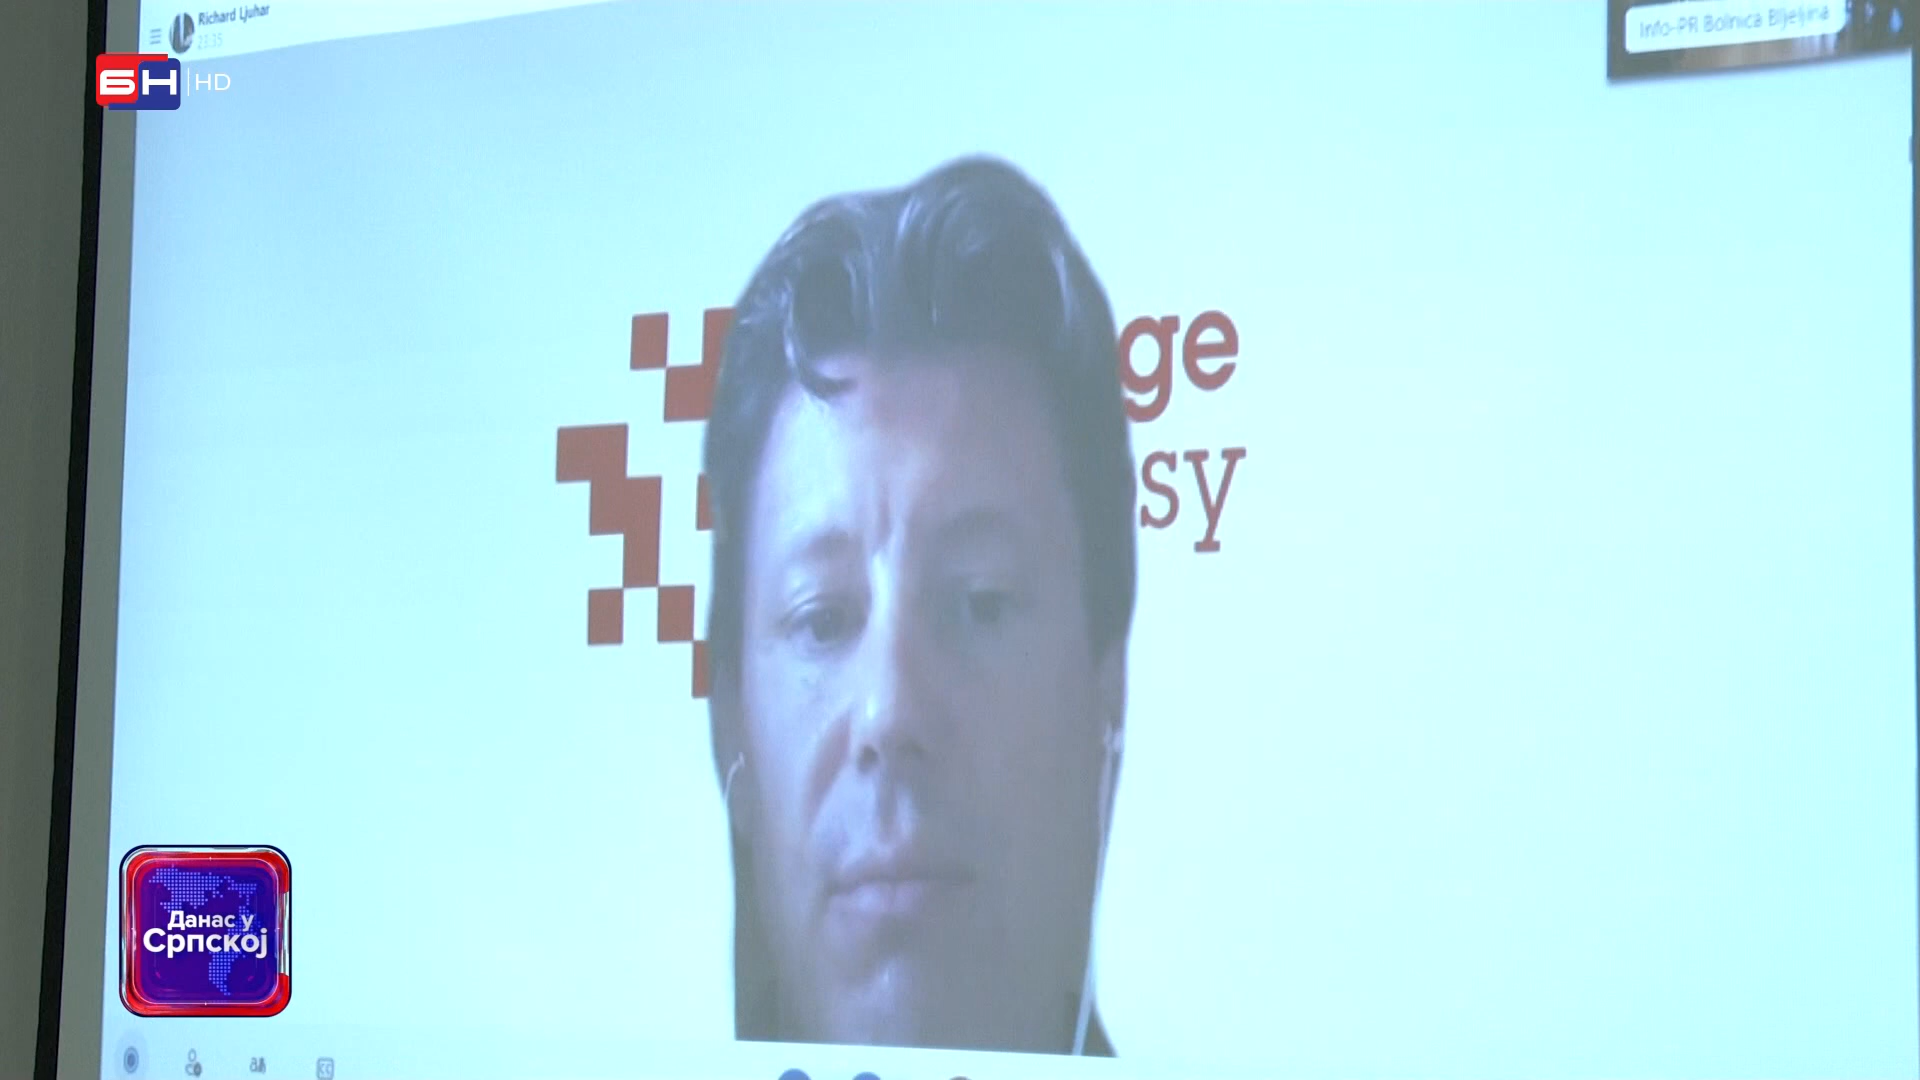 Richard Ljuhar
23:35
Info-PR Bolnica Bijeljina
БН HD
ge
sy
Данас у
Српској